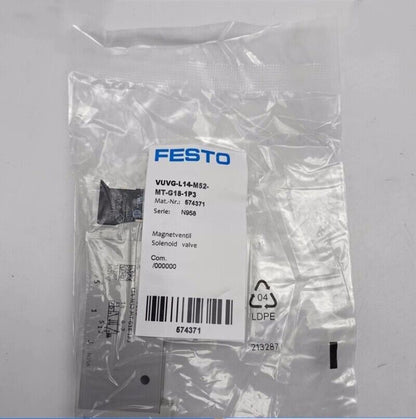 FESTO
VUVG-L14-M52-
MT-G18-1P3
Mat.-Nr.: 574371
Serie: N958
Magnetventil
Solenoid valve
Com.
/000000
574371
04
LDPE
213287